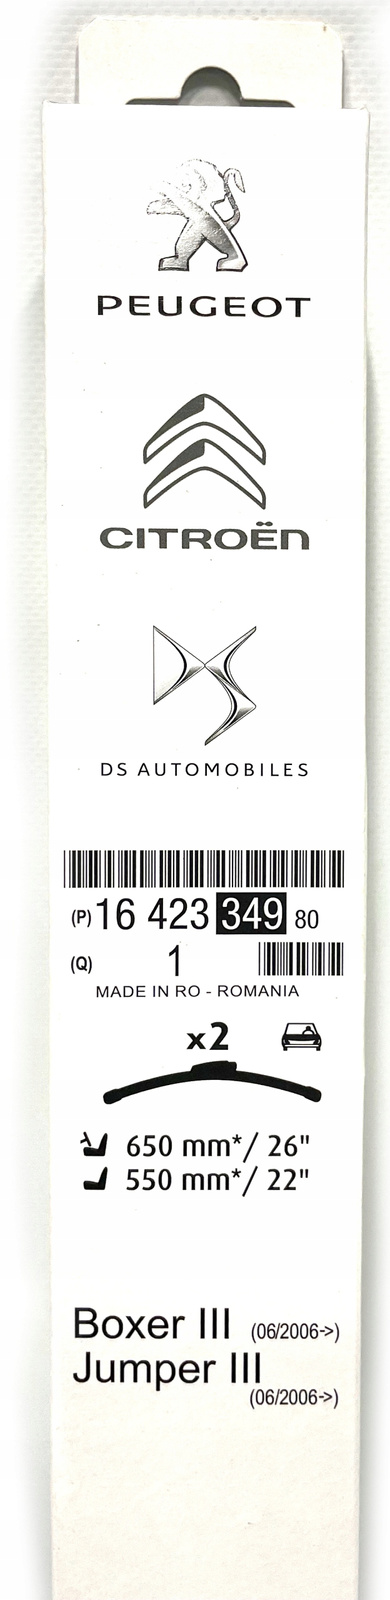 PEUGEOT
CITROËN
DS AUTOMOBILES
(P) 16 423 349 80
(Q) 1
MADE IN RO - ROMANIA
x2
650 mm*/ 26"
550 mm*/ 22"
Boxer III (06/2006->)
Jumper III
(06/2006->)